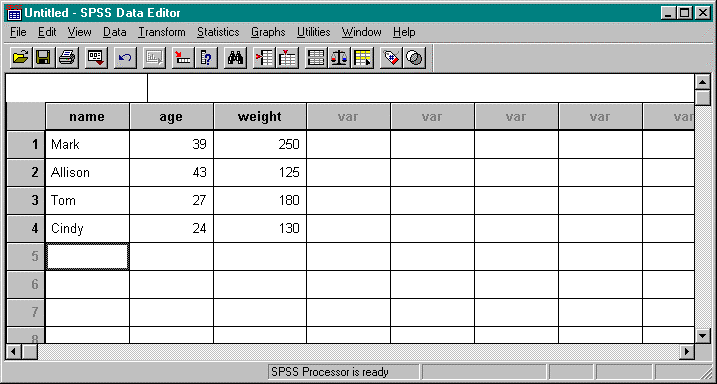 Untitled - SPSS Data Editor
File Edit View Data Transform Statistics Graphs Utilities Window Help
name age weight var var var var var
1 Mark 39 250
2 Allison 43 125
3 Tom 27 180
4 Cindy 24 130
5
6
7
8
SPSS Processor is ready